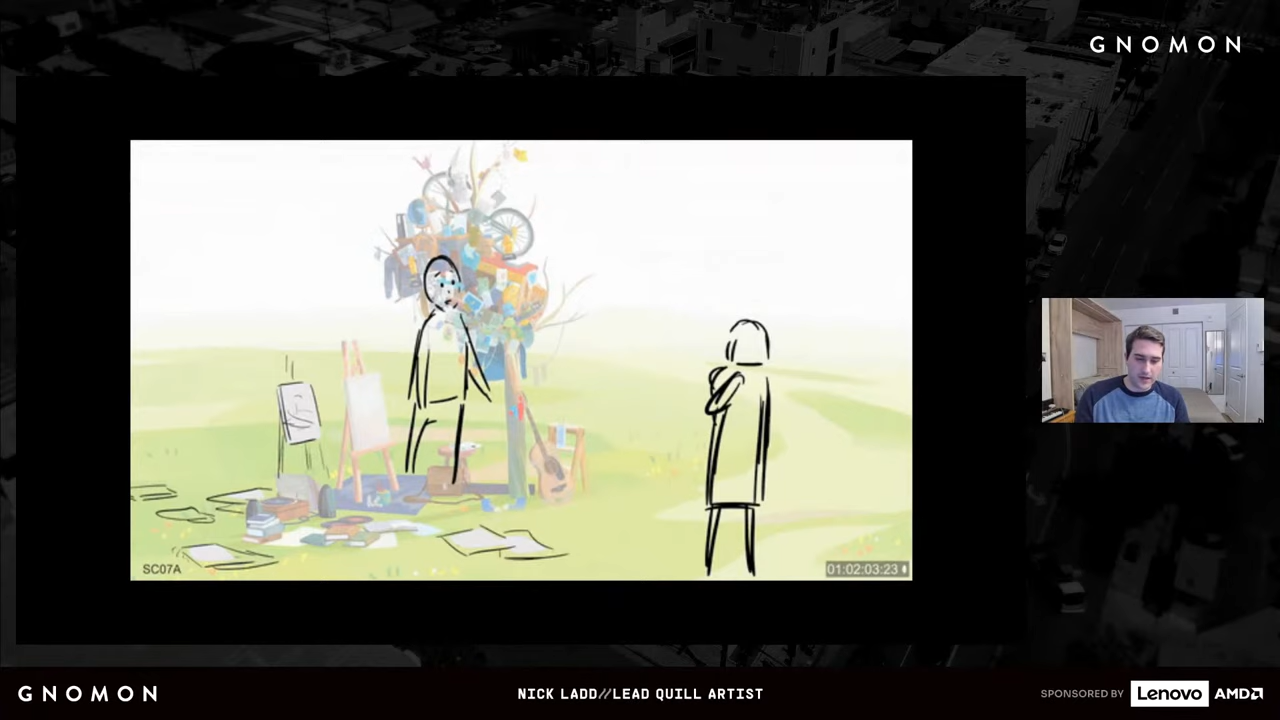 GNOMON
SC07A
01:02:03:23
GNOMON
NICK LADD//LEAD QUILL ARTIST
SPONSORED BY Lenovo AMD